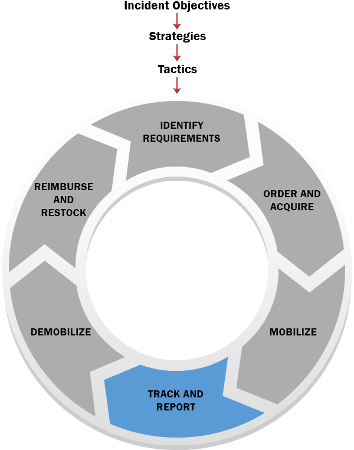 Incident Objectives
Strategies
Tactics
IDENTIFY
REQUIREMENTS
ORDER AND
ACQUIRE
MOBILIZE
TRACK AND
REPORT
DEMOBILIZE
REIMBURSE
AND
RESTOCK